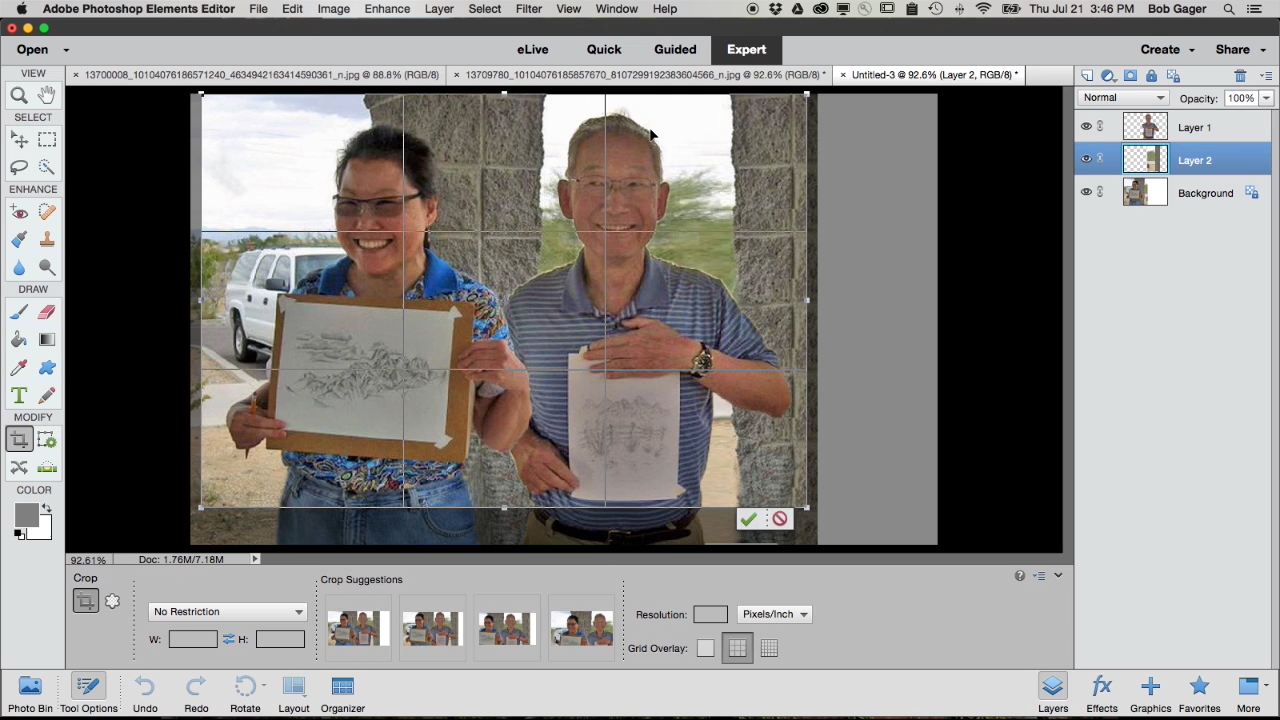 Adobe Photoshop Elements Editor File Edit Image Enhance Layer Select Filter View Window Help Thu Jul 21 3:46 PM Bob Gager
Open eLive Quick Guided Expert Create Share
× 13700008_10104076186571240_4634942163414590361_n.jpg @ 88.8% (RGB/8) × 13709780_10104076185857670_8107299192383604566_n.jpg @ 92.6% (RGB/8) * × Untitled-3 @ 92.6% (Layer 2, RGB/8) *
VIEW
SELECT
ENHANCE
DRAW
T
MODIFY
COLOR
Normal Opacity: 100%
Layer 1
Layer 2
Background
92.61% Doc: 1.76M/7.18M
Crop
No Restriction
W: H:
Crop Suggestions
Resolution: Pixels/Inch
Grid Overlay:
Photo Bin Tool Options Undo Redo Rotate Layout Organizer Layers Effects Graphics Favorites More